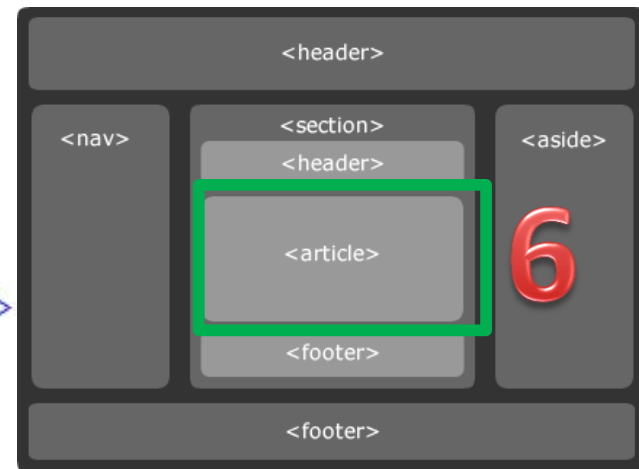 <header>
<nav>
<section>
<header>
<article>
<footer>
<aside>
6
<footer>
>